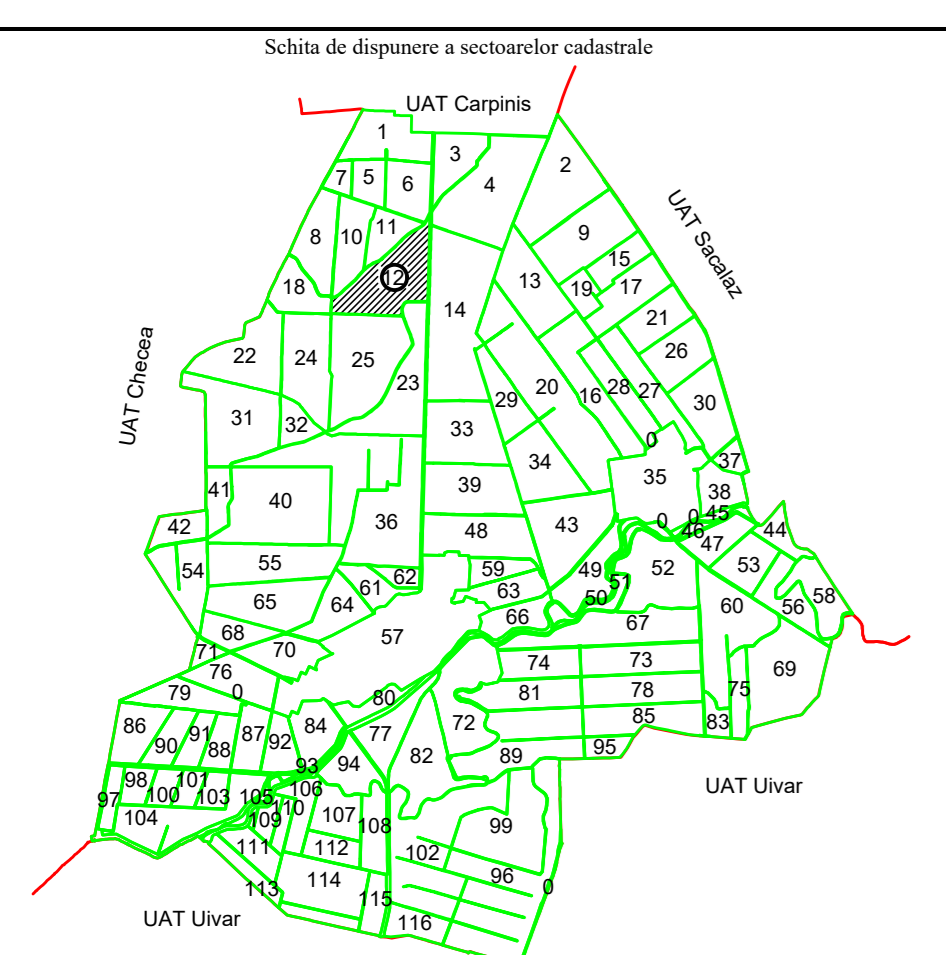 Schita de dispunere a sectoarelor cadastrale
UAT Carpinis
1
3
2
7 5 6 4
UAT Sacalaz
8 10 11 9
15
12 13 19 17
18 14
21
UAT Checea
22 24 25 26
23 29 20 16 28 27 30
31 32 33
0
34 35 37
41 40 39 38
42 36 48 43 0 0 46 45 44
47
54 55 59 49 51 52 53
61 62 63 50 56 58
65 64 66 60
68 70 57 67
71 76 74 73 69
79 0 80 81 78 75
86 90 91 88 87 92 84 77 72 85 83
93 94 82 89 95
97 98 100 101 103 105 106 UAT Uivar
104 109 110 107 108 99
111 112 102
113 114 115 96 0
UAT Uivar 116